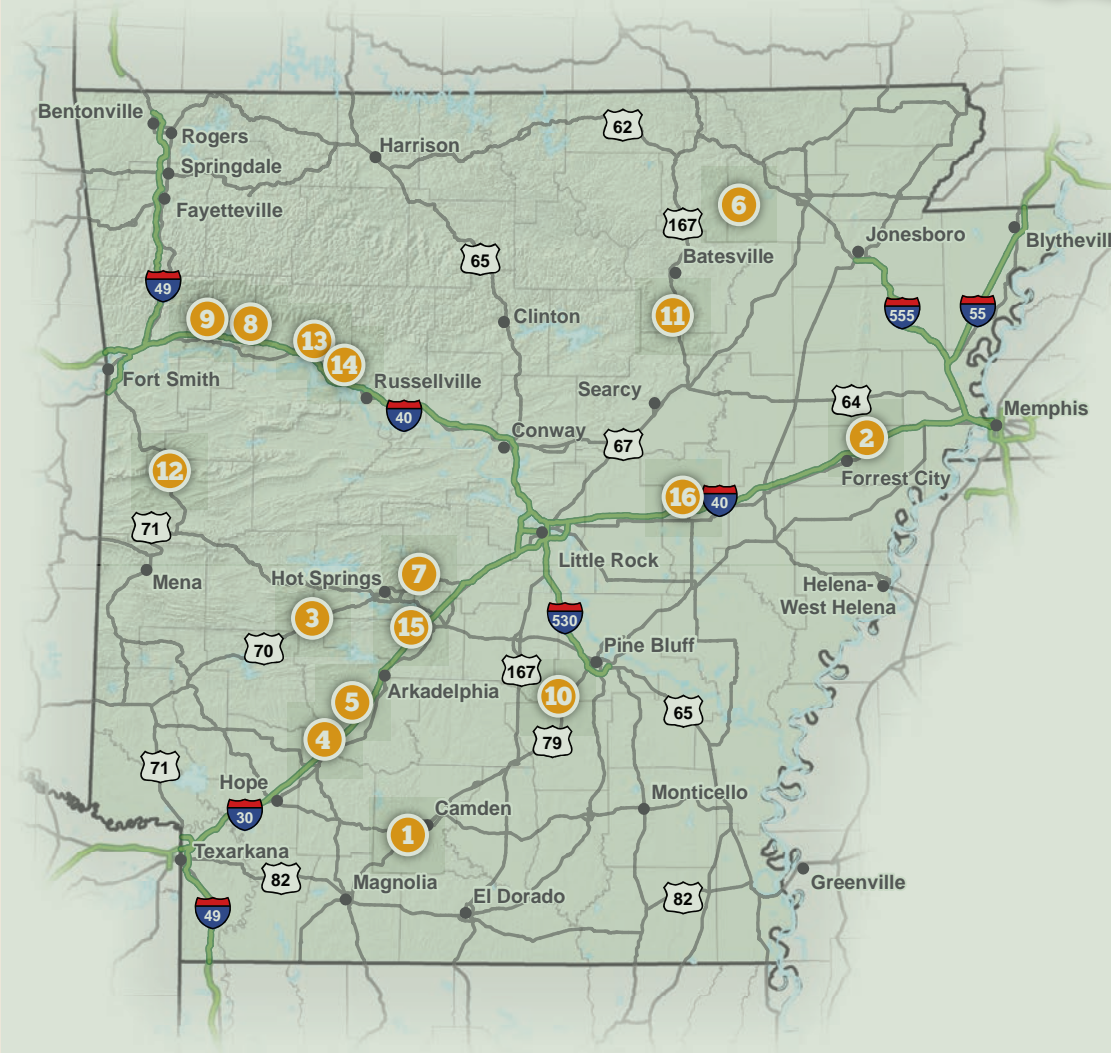 Bentonville
Rogers
Harrison
62
Springdale
Fayetteville
6
167
Jonesboro
Blythevill
65
Batesville
49
9
8
Clinton
11
555
55
13
14
Fort Smith
Russellville
Searcy
64
40
Memphis
Conway
67
2
12
Forrest City
16
40
71
Little Rock
Mena
Hot Springs
7
Helena-
West Helena
3
15
530
70
Pine Bluff
167
Arkadelphia
10
5
65
4
79
71
Hope
Monticello
30
Camden
1
Texarkana
82
Magnolia
Greenville
El Dorado
82
49